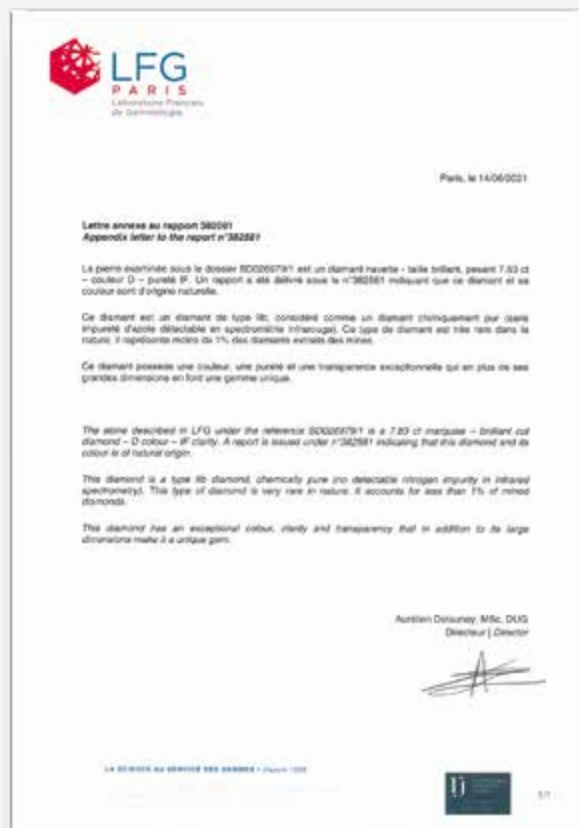 LFG
PARIS
Laboratoire Français
de Gemmologie
Paris, le 14/06/2021
Lettre annexe au rapport 382581
Appendix letter to the report n°382581
La pierre examinée sous le dossier BD026979/1 est un diamant navette - taille brillant, pesant 7.83 ct
– couleur D – pureté IF. Un rapport a été délivré sous le n°382581 indiquant que ce diamant et sa
couleur sont d'origine naturelle.
Ce diamant est un diamant de type IIb, considéré comme un diamant chimiquement pur (sans
impureté d'azote détectable en spectrométrie infrarouge). Ce type de diamant est très rare dans la
nature, il représente moins de 1% des diamants extraits des mines.
Ce diamant possède une couleur, une pureté et une transparence exceptionnelle qui en plus de ses
grandes dimensions en font une gemme unique.
The stone described in LFG under the reference BD026979/1 is a 7.83 ct marquise – brilliant cut
diamond – D colour – IF clarity. A report is issued under n°382581 indicating that this diamond and its
colour is of natural origin.
This diamond is a type IIb diamond, chemically pure (no detectable nitrogen impurity in infrared
spectrometry). This type of diamond is very rare in nature. It accounts for less than 1% of mined
diamonds.
This diamond has an exceptional colour, clarity and transparency that in addition to its large
dimensions make it a unique gem.
Aurélien Delaunay, MSc, DUG
Directeur | Director
LA SCIENCE AU SERVICE DES GEMMES • Depuis 1929
1/1